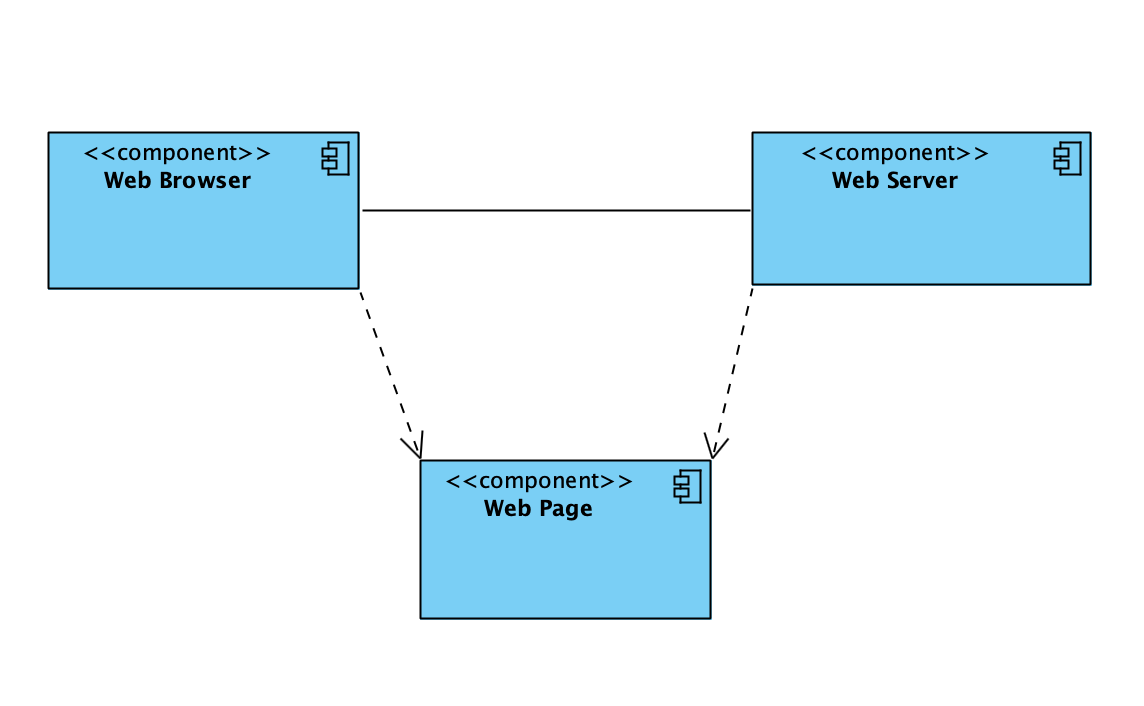 <<component>>
Web Browser
<<component>>
Web Server
<<component>>
Web Page